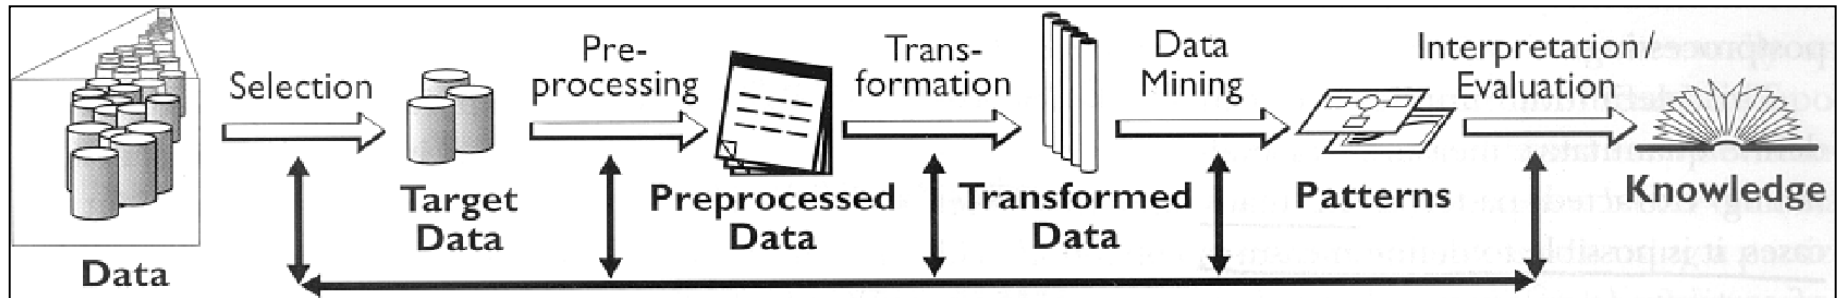 Data
Selection
Target
Data
Pre-
processing
Preprocessed
Data
Trans-
formation
Transformed
Data
Data
Mining
Patterns
Interpretation/
Evaluation
Knowledge